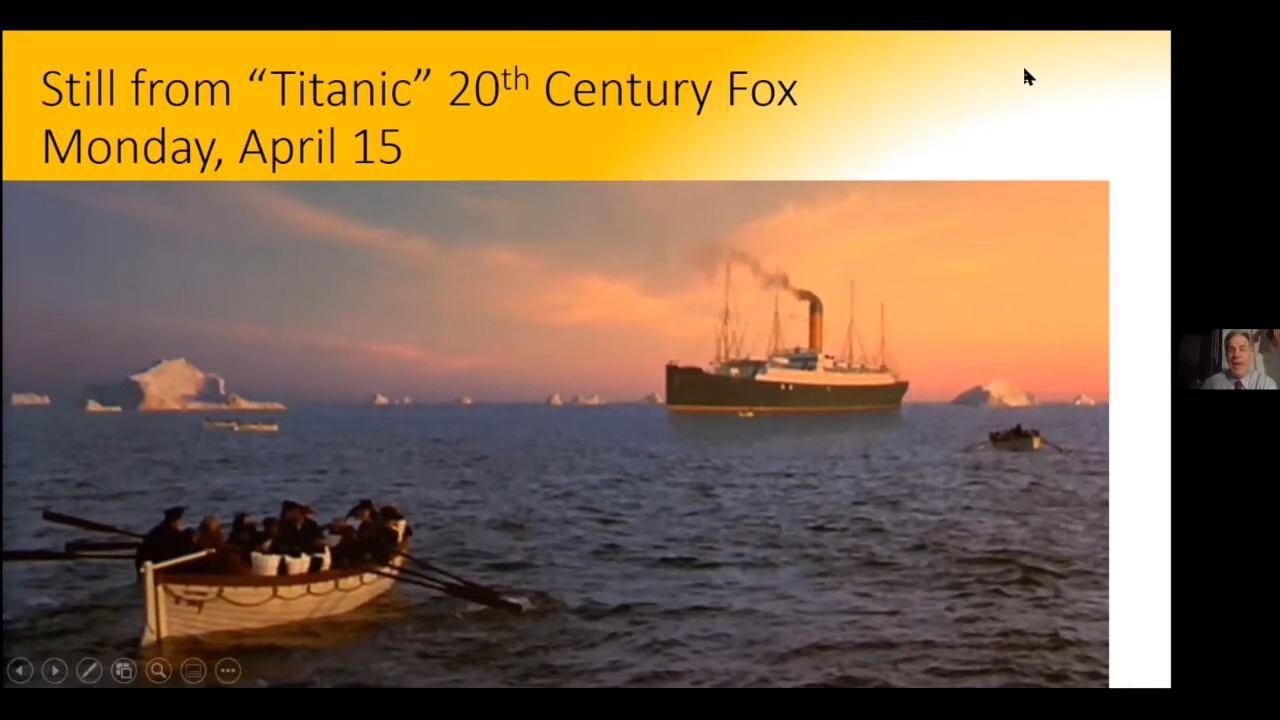 Still from “Titanic” 20th Century Fox
Monday, April 15